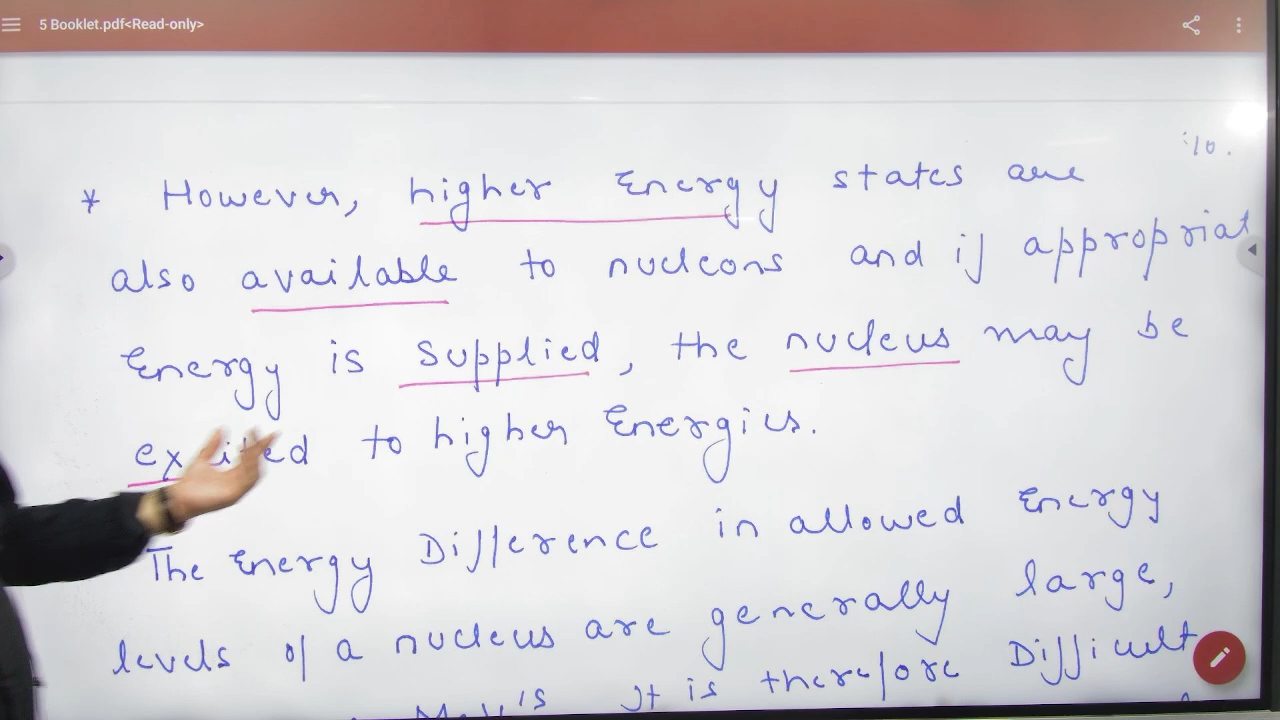 5 Booklet.pdf<Read-only>
:10.
* However, higher Energy states are
also available to nucleons and if appropriat
Energy is supplied, the nucleus may be
exited to higher Energies.
The Energy Difference in allowed Energy
levels of a nucleus are generally large,
MeV's It is therefore Difficult